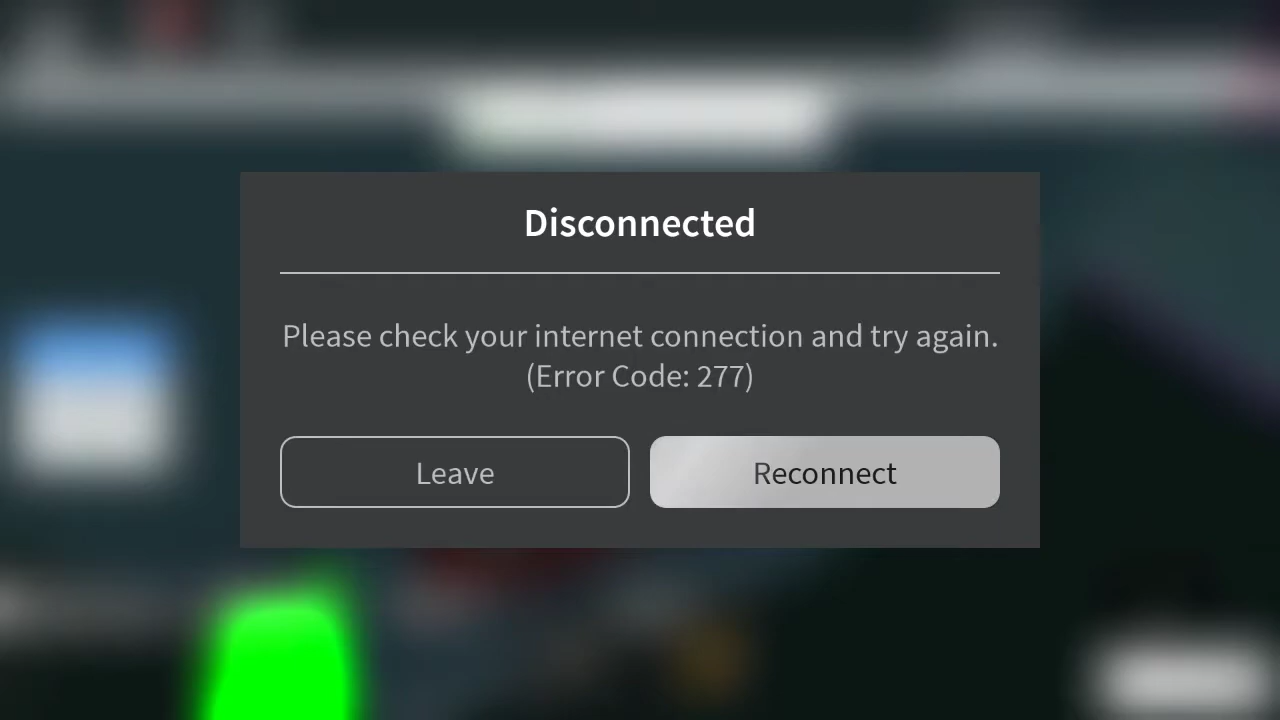 Disconnected
Please check your internet connection and try again.
(Error Code: 277)
Leave
Reconnect